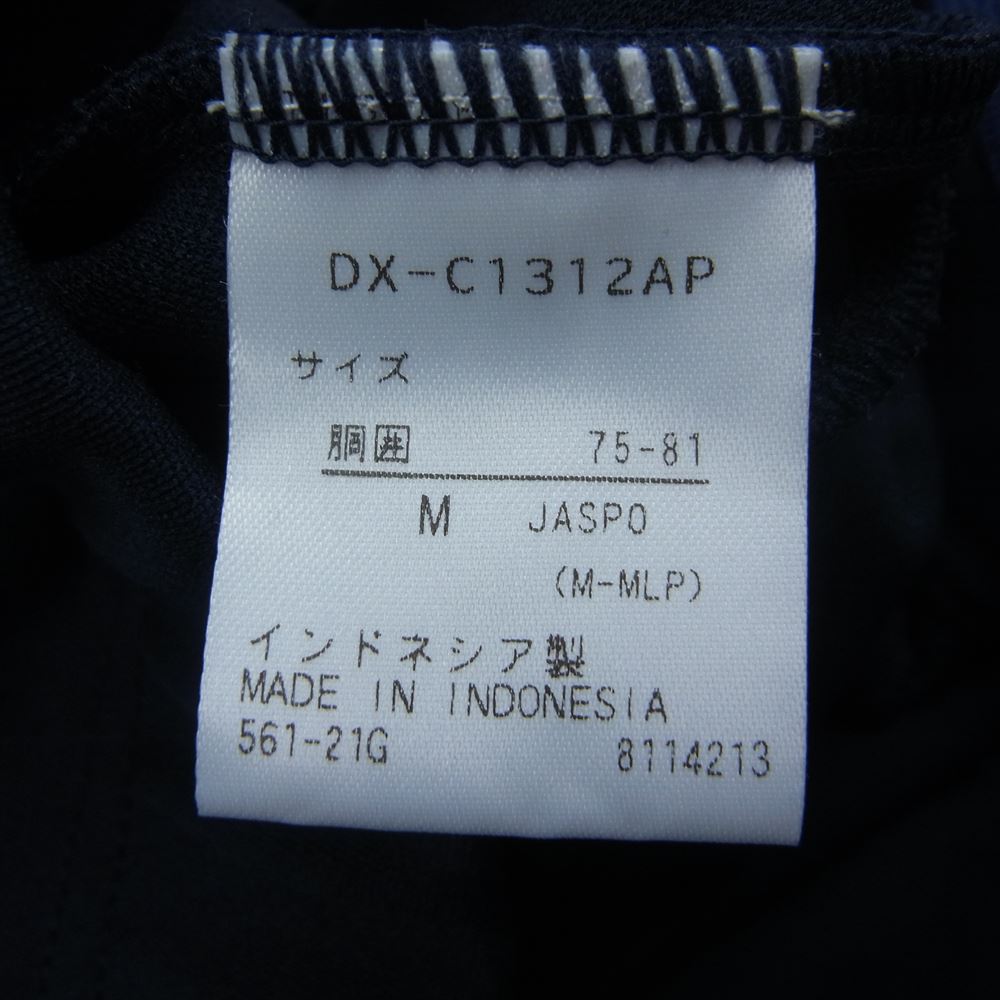 DX-C1312AP
サイズ
胴囲 75-81
M JASPO
(M-MLP)
インドネシア製
MADE IN INDONESIA
561-21G 8114213